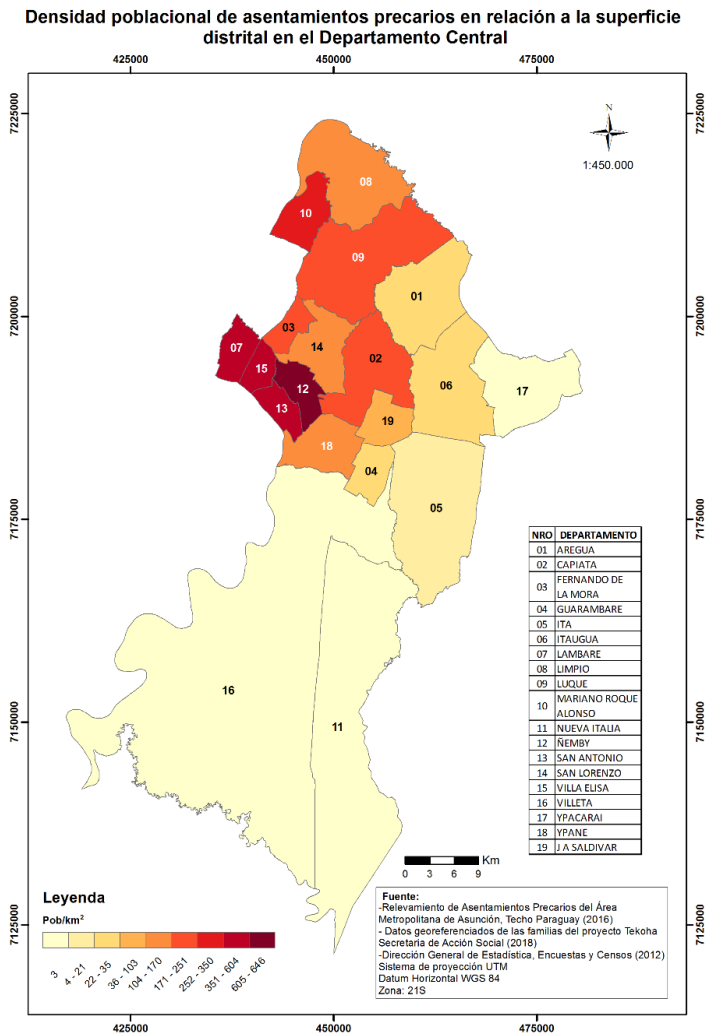 Densidad poblacional de asentamientos precarios en relación a la superficie
distrital en el Departamento Central
425000 450000 475000
7225000 7225000
N
1:450.000
08
10
09
01
7200000 7200000
03
07
14
02
15
12
06
17
13
19
18
04
05
7175000 7175000
NRO DEPARTAMENTO
01 AREGUA
02 CAPIATA
03 FERNANDO DE
LA MORA
04 GUARAMBARE
05 ITA
06 ITAUGUA
07 LAMBARE
08 LIMPIO
09 LUQUE
10 MARIANO ROQUE
ALONSO
11 NUEVA ITALIA
12 ÑEMBY
13 SAN ANTONIO
14 SAN LORENZO
15 VILLA ELISA
16 VILLETA
17 YPACARAI
18 YPANE
19 J A SALDIVAR
16
11
7150000 7150000
Km
0 3 6 9
Leyenda
Pob/km²
3
4 - 21
22 - 35
36 - 103
104 - 170
171 - 251
252 - 350
351 - 604
605 - 646
Fuente:
-Relevamiento de Asentamientos Precarios del Área
Metropolitana de Asunción, Techo Paraguay (2016)
- Datos georeferenciados de las familias del proyecto Tekoha
Secretaria de Acción Social (2018)
-Dirección General de Estadística, Encuestas y Censos (2012)
Sistema de proyección UTM
Datum Horizontal WGS 84
Zona: 21S
7125000 7125000
425000 450000 475000